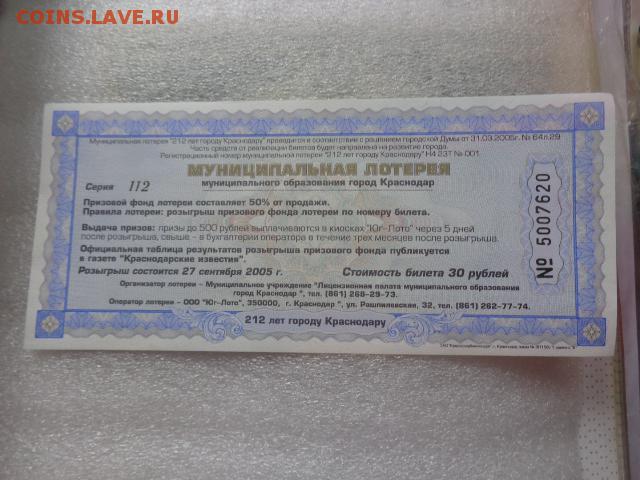 COINS.LAVE.RU
Муниципальная лотерея "212 лет городу Краснодару" проводится в соответствии с решением городской Думы от 31.03.2005г. № 64п.29
Часть средств от реализации билетов будет направлена на развитие города.
Регистрационный номер муниципальной лотереи "212 лет городу Краснодару" Н4 23Т № 001
МУНИЦИПАЛЬНАЯ ЛОТЕРЕЯ
муниципального образования город Краснодар
Серия 112
Призовой фонд лотереи составляет 50% от продажи.
Правила лотереи: розыгрыш призового фонда лотереи по номеру билета.
Выдача призов: призы до 500 рублей выплачиваются в киосках "Юг-Лото" через 5 дней
после розыгрыша, свыше – в бухгалтерии оператора в течение трех месяцев после розыгрыша.
Официальная таблица результатов розыгрыша призового фонда публикуется
в газете "Краснодарские известия".
Розыгрыш состоится 27 сентября 2005 г. Стоимость билета 30 рублей
Организатор лотереи – Муниципальное учреждение "Лицензионная палата муниципального образования
город Краснодар ", тел. (861) 268-29-73.
Оператор лотереи – ООО "Юг-Лото", 350000, г. Краснодар , ул. Рашпилевская, 32, тел. (861) 262-77-74.
212 лет городу Краснодару
№ 5007620